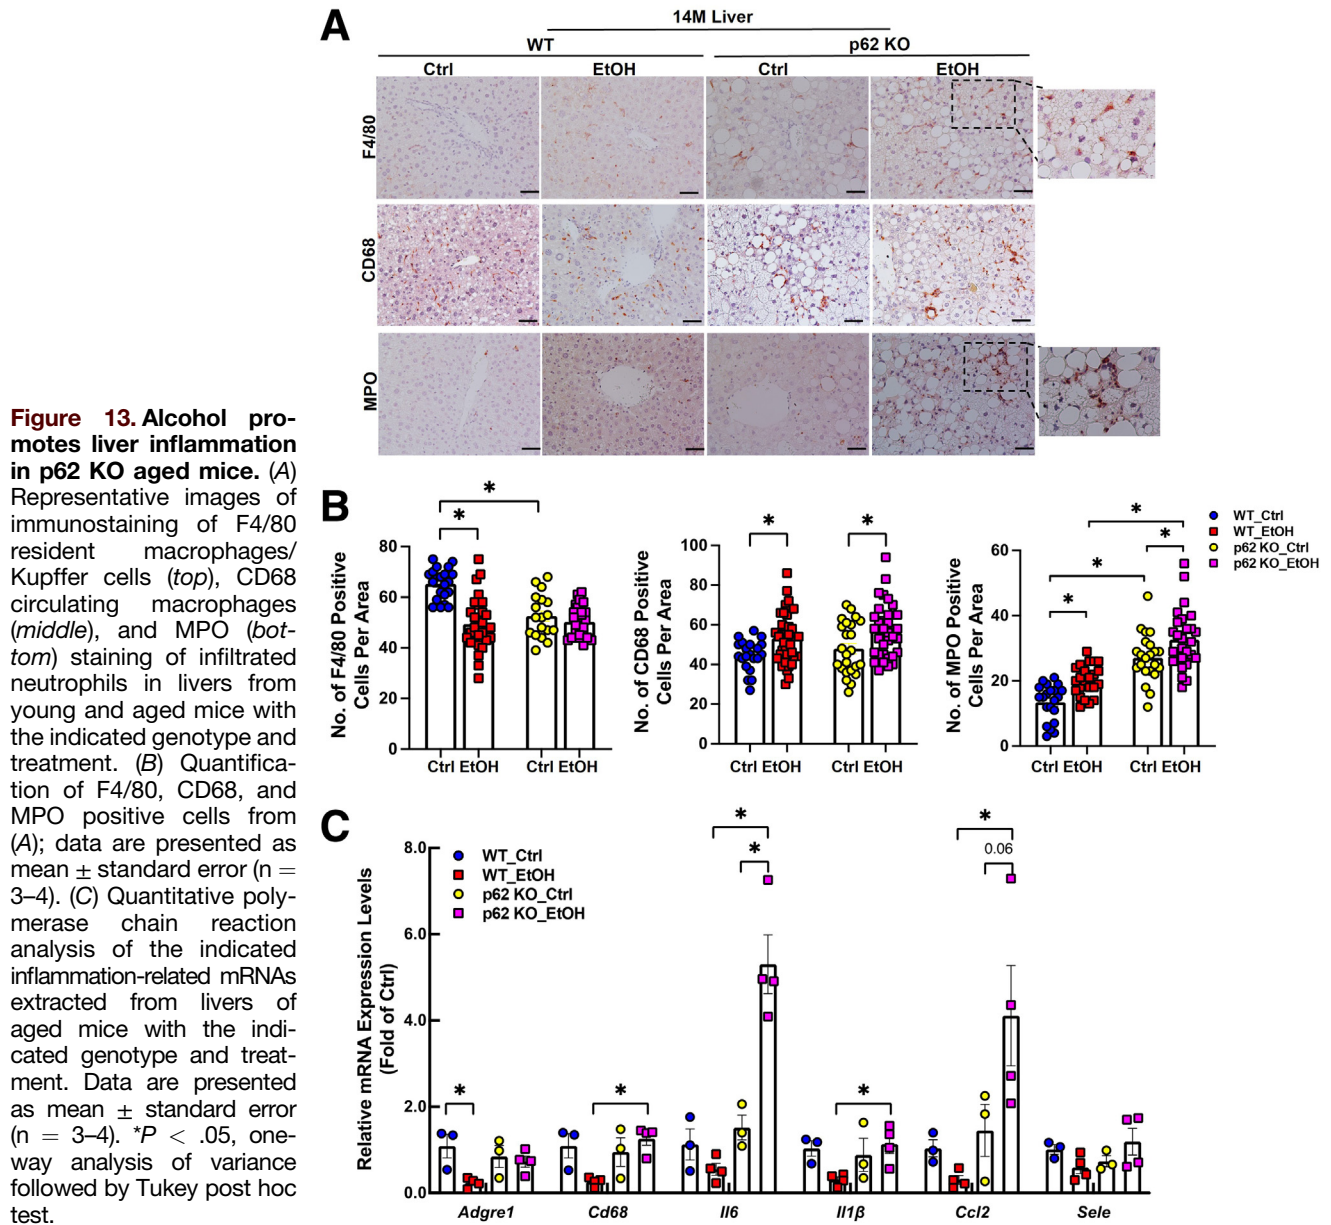 A
14M Liver
WT
p62 KO
Ctrl
EtOH
Ctrl
EtOH
F4/80
CD68
MPO
Figure 13. Alcohol pro-
motes liver inflammation
in p62 KO aged mice. (A)
Representative images of
immunostaining of F4/80
resident macrophages/
Kupffer cells (top), CD68
circulating macrophages
(middle), and MPO (bot-
tom) staining of infiltrated
neutrophils in livers from
young and aged mice with
the indicated genotype and
treatment. (B) Quantifica-
tion of F4/80, CD68, and
MPO positive cells from
(A); data are presented as
mean ± standard error (n =
3–4). (C) Quantitative poly-
merase chain reaction
analysis of the indicated
inflammation-related mRNAs
extracted from livers of
aged mice with the indi-
cated genotype and treat-
ment. Data are presented
as mean ± standard error
(n = 3–4). *P < .05, one-
way analysis of variance
followed by Tukey post hoc
test.
B
No. of F4/80 Positive
Cells Per Area
80
60
40
20
0
*
*
Ctrl EtOH
Ctrl EtOH
No. of CD68 Positive
Cells Per Area
100
80
60
40
20
0
*
*
Ctrl EtOH
Ctrl EtOH
No. of MPO Positive
Cells Per Area
60
40
20
0
*
*
*
*
Ctrl EtOH
Ctrl EtOH
WT_Ctrl
WT_EtOH
p62 KO_Ctrl
p62 KO_EtOH
C
Relative mRNA Expression Levels
(Fold of Ctrl)
8.0
6.0
4.0
2.0
0.0
WT_Ctrl
WT_EtOH
p62 KO_Ctrl
p62 KO_EtOH
*
*
*
*
*
*
0.06
Adgre1
Cd68
Il6
Il1β
Ccl2
Sele